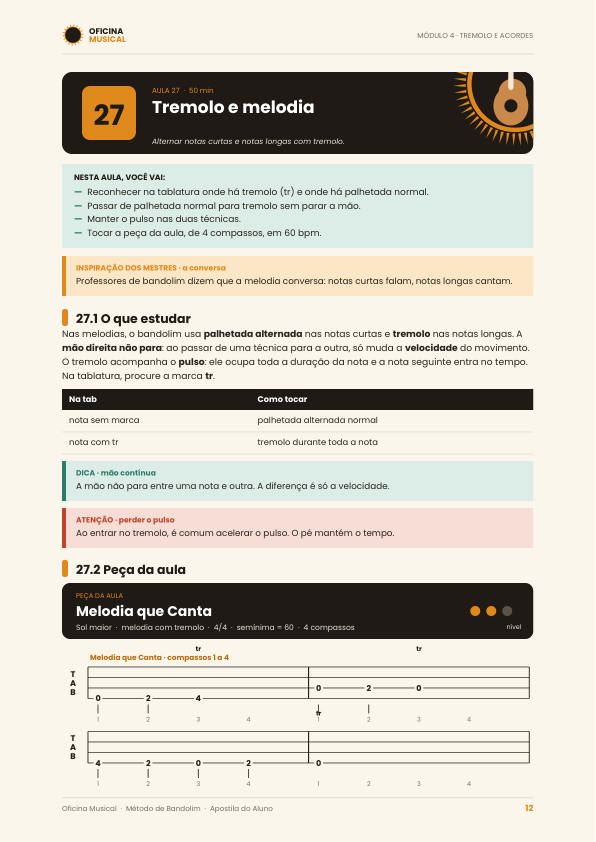 OFICINA
MUSICAL
MÓDULO 4 · TREMOLO E ACORDES
27
AULA 27 · 50 min
Tremolo e melodia
Alternar notas curtas e notas longas com tremolo.
NESTA AULA, VOCÊ VAI:
— Reconhecer na tablatura onde há tremolo (tr) e onde há palhetada normal.
— Passar de palhetada normal para tremolo sem parar a mão.
— Manter o pulso nas duas técnicas.
— Tocar a peça da aula, de 4 compassos, em 60 bpm.
INSPIRAÇÃO DOS MESTRES · a conversa
Professores de bandolim dizem que a melodia conversa: notas curtas falam, notas longas cantam.
27.1 O que estudar
Nas melodias, o bandolim usa palhetada alternada nas notas curtas e tremolo nas notas longas. A
mão direita não para: ao passar de uma técnica para a outra, só muda a velocidade do movimento.
O tremolo acompanha o pulso: ele ocupa toda a duração da nota e a nota seguinte entra no tempo.
Na tablatura, procure a marca tr.
Na tab Como tocar
nota sem marca palhetada alternada normal
nota com tr tremolo durante toda a nota
DICA · mão contínua
A mão não para entre uma nota e outra. A diferença é só a velocidade.
ATENÇÃO · perder o pulso
Ao entrar no tremolo, é comum acelerar o pulso. O pé mantém o tempo.
27.2 Peça da aula
PEÇA DA AULA
Melodia que Canta
Sol maior · melodia com tremolo · 4/4 · semínima = 60 · 4 compassos
nível
tr tr
Melodia que Canta · compassos 1 a 4
T
A
B
0 2 4 0 2 0
tr
1 2 3 4 1 2 3 4
T
A
B
4 2 0 2 0
1 2 3 4 1 2 3 4
Oficina Musical · Método de Bandolim · Apostila do Aluno
12